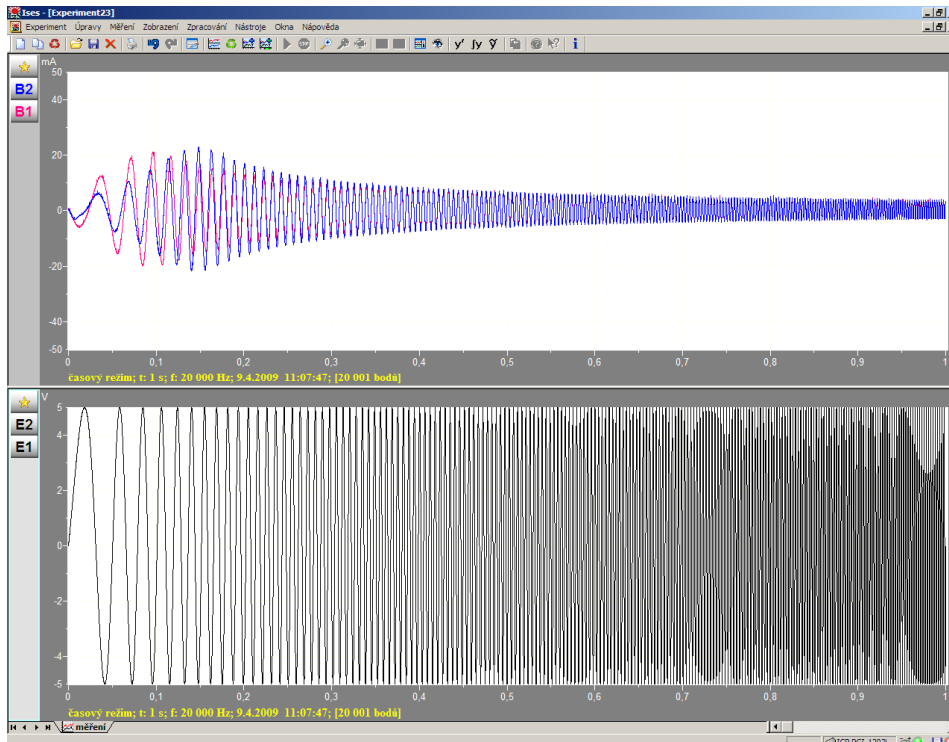 Ises - [Experiment23]
Experiment Úpravy Měření Zobrazení Zpracování Nástroje Okna Nápověda
STOP y' ∫y ŷ i
mA
B2
B1
50
40
20
0
-20
-40
-50
0 0,1 0,2 0,3 0,4 0,5 0,6 0,7 0,8 0,9 1
časový režim; t: 1 s; f: 20 000 Hz; 9.4.2009 11:07:47; [20 001 bodů]
V
E2
E1
5
4
2
0
-2
-4
-5
0 0,1 0,2 0,3 0,4 0,5 0,6 0,7 0,8 0,9 1
časový režim; t: 1 s; f: 20 000 Hz; 9.4.2009 11:07:47; [20 001 bodů]
měření